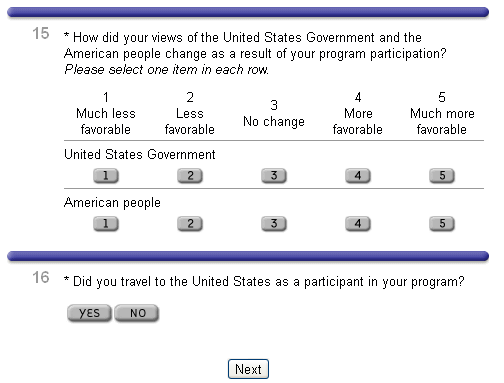 15 * How did your views of the United States Government and the
American people change as a result of your program participation?
Please select one item in each row.
1 2 3 4 5
Much less favorable Less favorable No change More favorable Much more favorable
United States Government
1 2 3 4 5
American people
1 2 3 4 5
16 * Did you travel to the United States as a participant in your program?
YES NO
Next